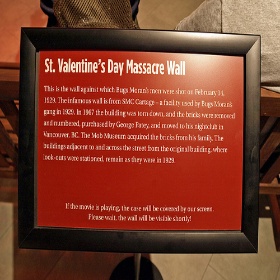 St. Valentine's Day Massacre Wall
This is the wall against which Bugs Moran's men were shot on February 14,
1929. The infamous wall is from SMC Cartage – a facility used by Bugs Moran's
gang in 1929. In 1967 the building was torn down, and the bricks were removed
and numbered, purchased by George Patey, and moved to his nightclub in
Vancouver, BC. The Mob Museum acquired the bricks from his family. The
buildings adjacent to and across the street from the original building, where
look-outs were stationed, remain as they were in 1929.
If the movie is playing, the case will be covered by our screen.
Please wait, the wall will be visible shortly!